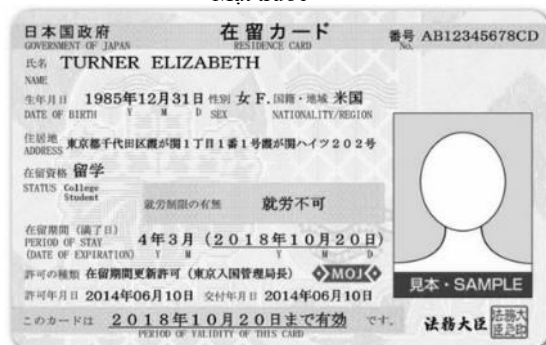 日本国政府 在留カード 番号 AB12345678CD
GOVERNMENT OF JAPAN RESIDENCE CARD No.
氏名 TURNER ELIZABETH
NAME
生年月日 1985年12月31日 性別 女 F. 国籍・地域 米国
DATE OF BIRTH Y M D SEX NATIONALITY/REGION
住居地 東京都千代田区霞が関1丁目1番1号霞が関ハイツ202号
ADDRESS
在留資格 留学
STATUS College
Student
就労制限の有無 就労不可
在留期間(満了日)
PERIOD OF STAY 4年3月(2018年10月20日)
(DATE OF EXPIRATION) Y M Y M D
許可の種類 在留期間更新許可(東京入国管理局長) MOJ
見本・SAMPLE
許可年月日 2014年06月10日 交付年月日 2014年06月10日
このカードは 2018年10月20日まで有効 です。
PERIOD OF VALIDITY OF THIS CARD
法務大臣